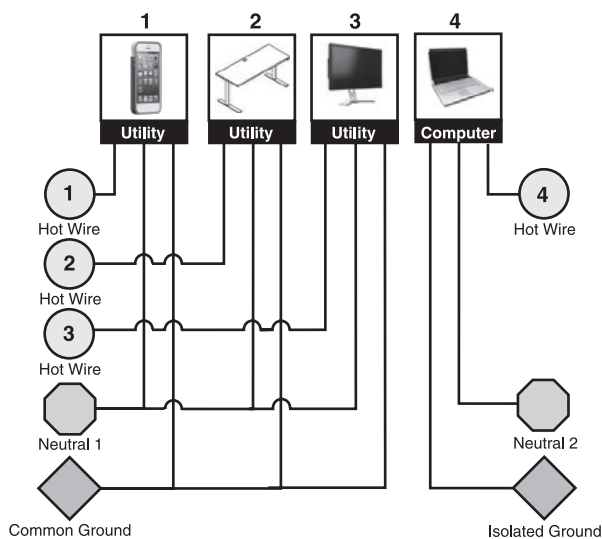 1 2 3 4
Utility Utility Utility Computer
1 4
Hot Wire Hot Wire
2
Hot Wire
3
Hot Wire
Neutral 1 Neutral 2
Common Ground Isolated Ground